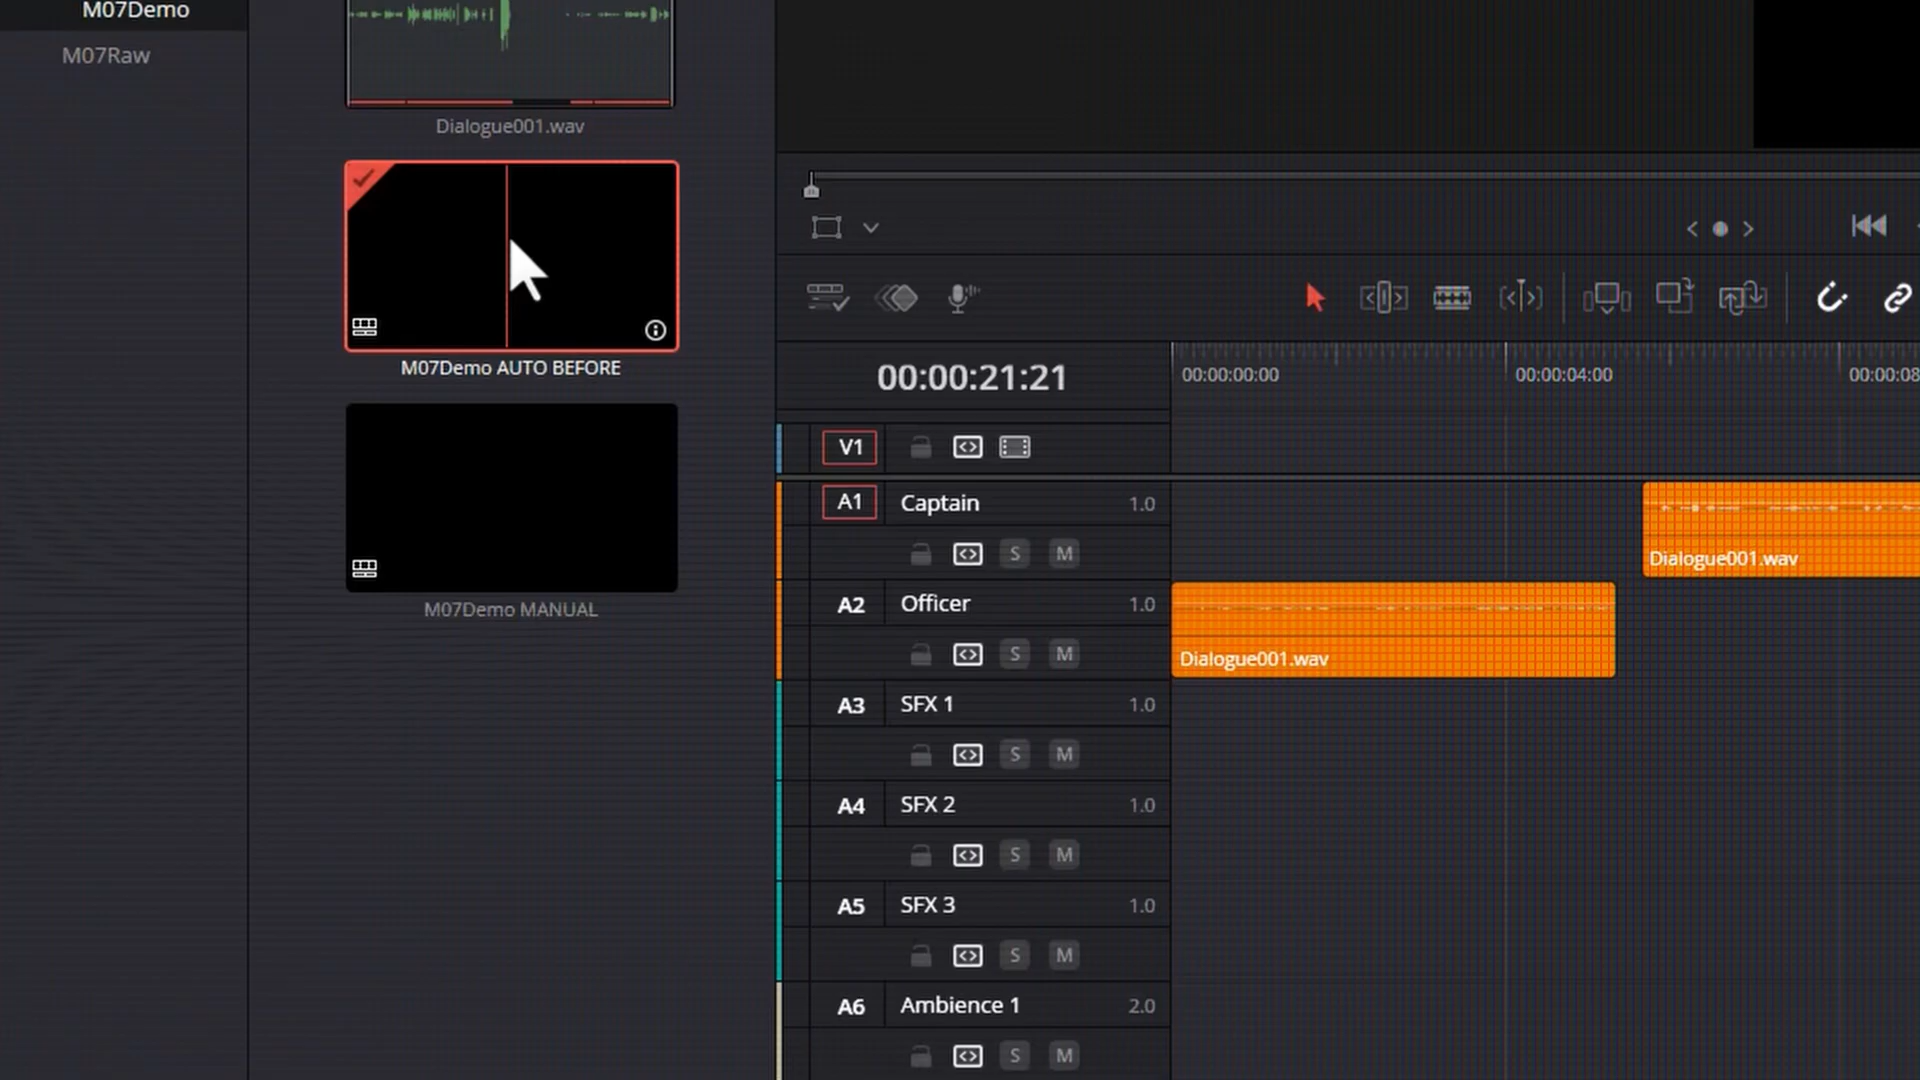 M07Demo
M07Raw
Dialogue001.wav
M07Demo AUTO BEFORE
M07Demo MANUAL
00:00:21:21
00:00:00:00
00:00:04:00
00:00:08
V1
A1 Captain 1.0
S M
Dialogue001.wav
A2 Officer 1.0
S M
Dialogue001.wav
A3 SFX 1 1.0
S M
A4 SFX 2 1.0
S M
A5 SFX 3 1.0
S M
A6 Ambience 1 2.0
S M